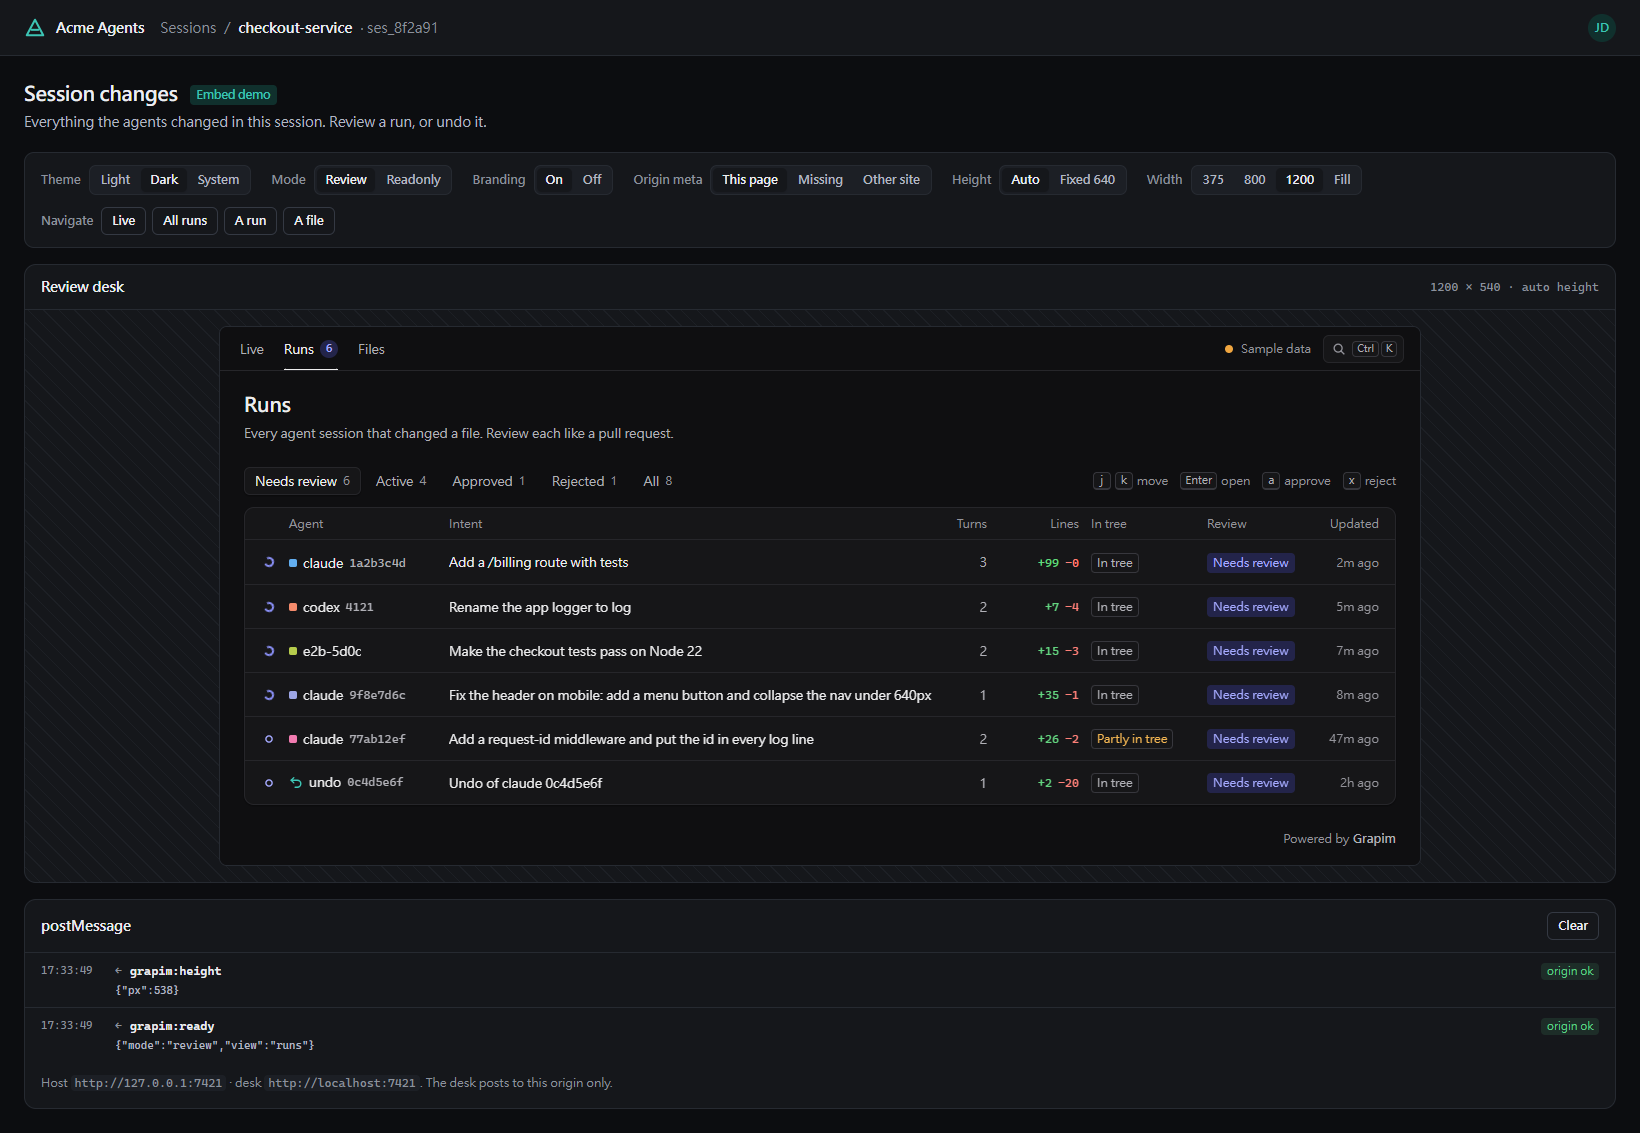 Acme Agents Sessions / checkout-service · ses_8f2a91 JD
Session changes Embed demo
Everything the agents changed in this session. Review a run, or undo it.
Theme Light Dark System Mode Review Readonly Branding On Off Origin meta This page Missing Other site Height Auto Fixed 640 Width 375 800 1200 Fill
Navigate Live All runs A run A file
Review desk 1200 × 540 · auto height
Live Runs 6 Files Sample data Ctrl K
Runs
Every agent session that changed a file. Review each like a pull request.
Needs review 6 Active 4 Approved 1 Rejected 1 All 8 j k move Enter open a approve x reject
Agent Intent Turns Lines In tree Review Updated
claude 1a2b3c4d Add a /billing route with tests 3 +99 −0 In tree Needs review 2m ago
codex 4121 Rename the app logger to log 2 +7 −4 In tree Needs review 5m ago
e2b-5d0c Make the checkout tests pass on Node 22 2 +15 −3 In tree Needs review 7m ago
claude 9f8e7d6c Fix the header on mobile: add a menu button and collapse the nav under 640px 1 +35 −1 In tree Needs review 8m ago
claude 77ab12ef Add a request-id middleware and put the id in every log line 2 +26 −2 Partly in tree Needs review 47m ago
undo 0c4d5e6f Undo of claude 0c4d5e6f 1 +2 −20 In tree Needs review 2h ago
Powered by Grapim
postMessage Clear
17:33:49 ← grapim:height origin ok
{"px":538}
17:33:49 ← grapim:ready origin ok
{"mode":"review","view":"runs"}
Host http://127.0.0.1:7421 · desk http://localhost:7421. The desk posts to this origin only.